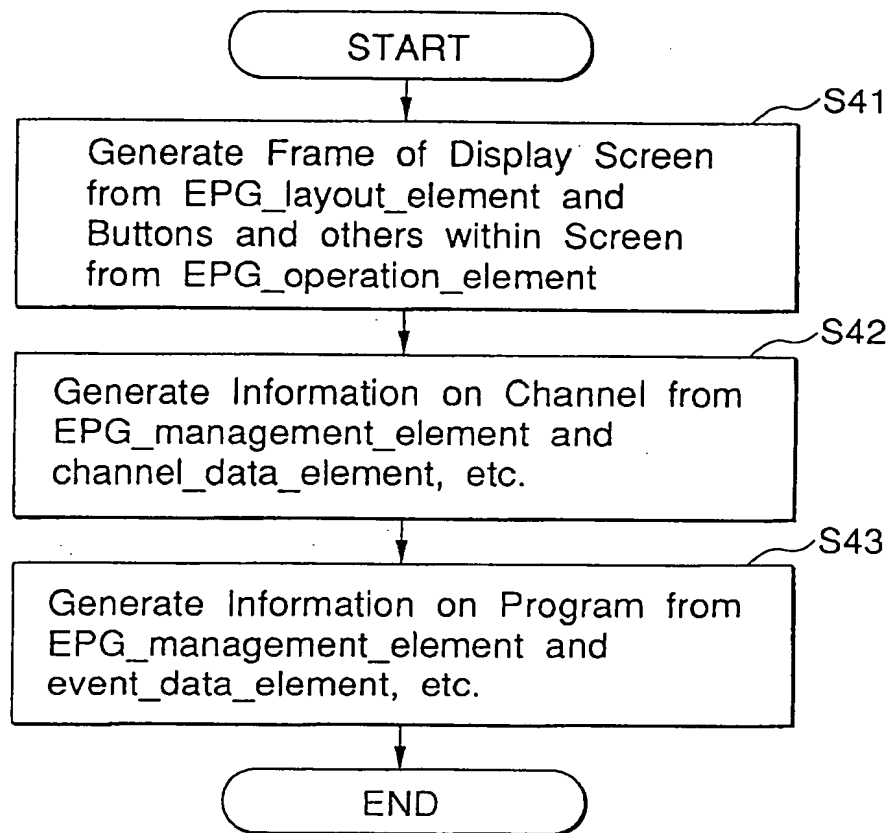 START
S41
Generate Frame of Display Screen
from EPG_layout_element and
Buttons and others within Screen
from EPG_operation_element
S42
Generate Information on Channel from
EPG_management_element and
channel_data_element, etc.
S43
Generate Information on Program from
EPG_management_element and
event_data_element, etc.
END